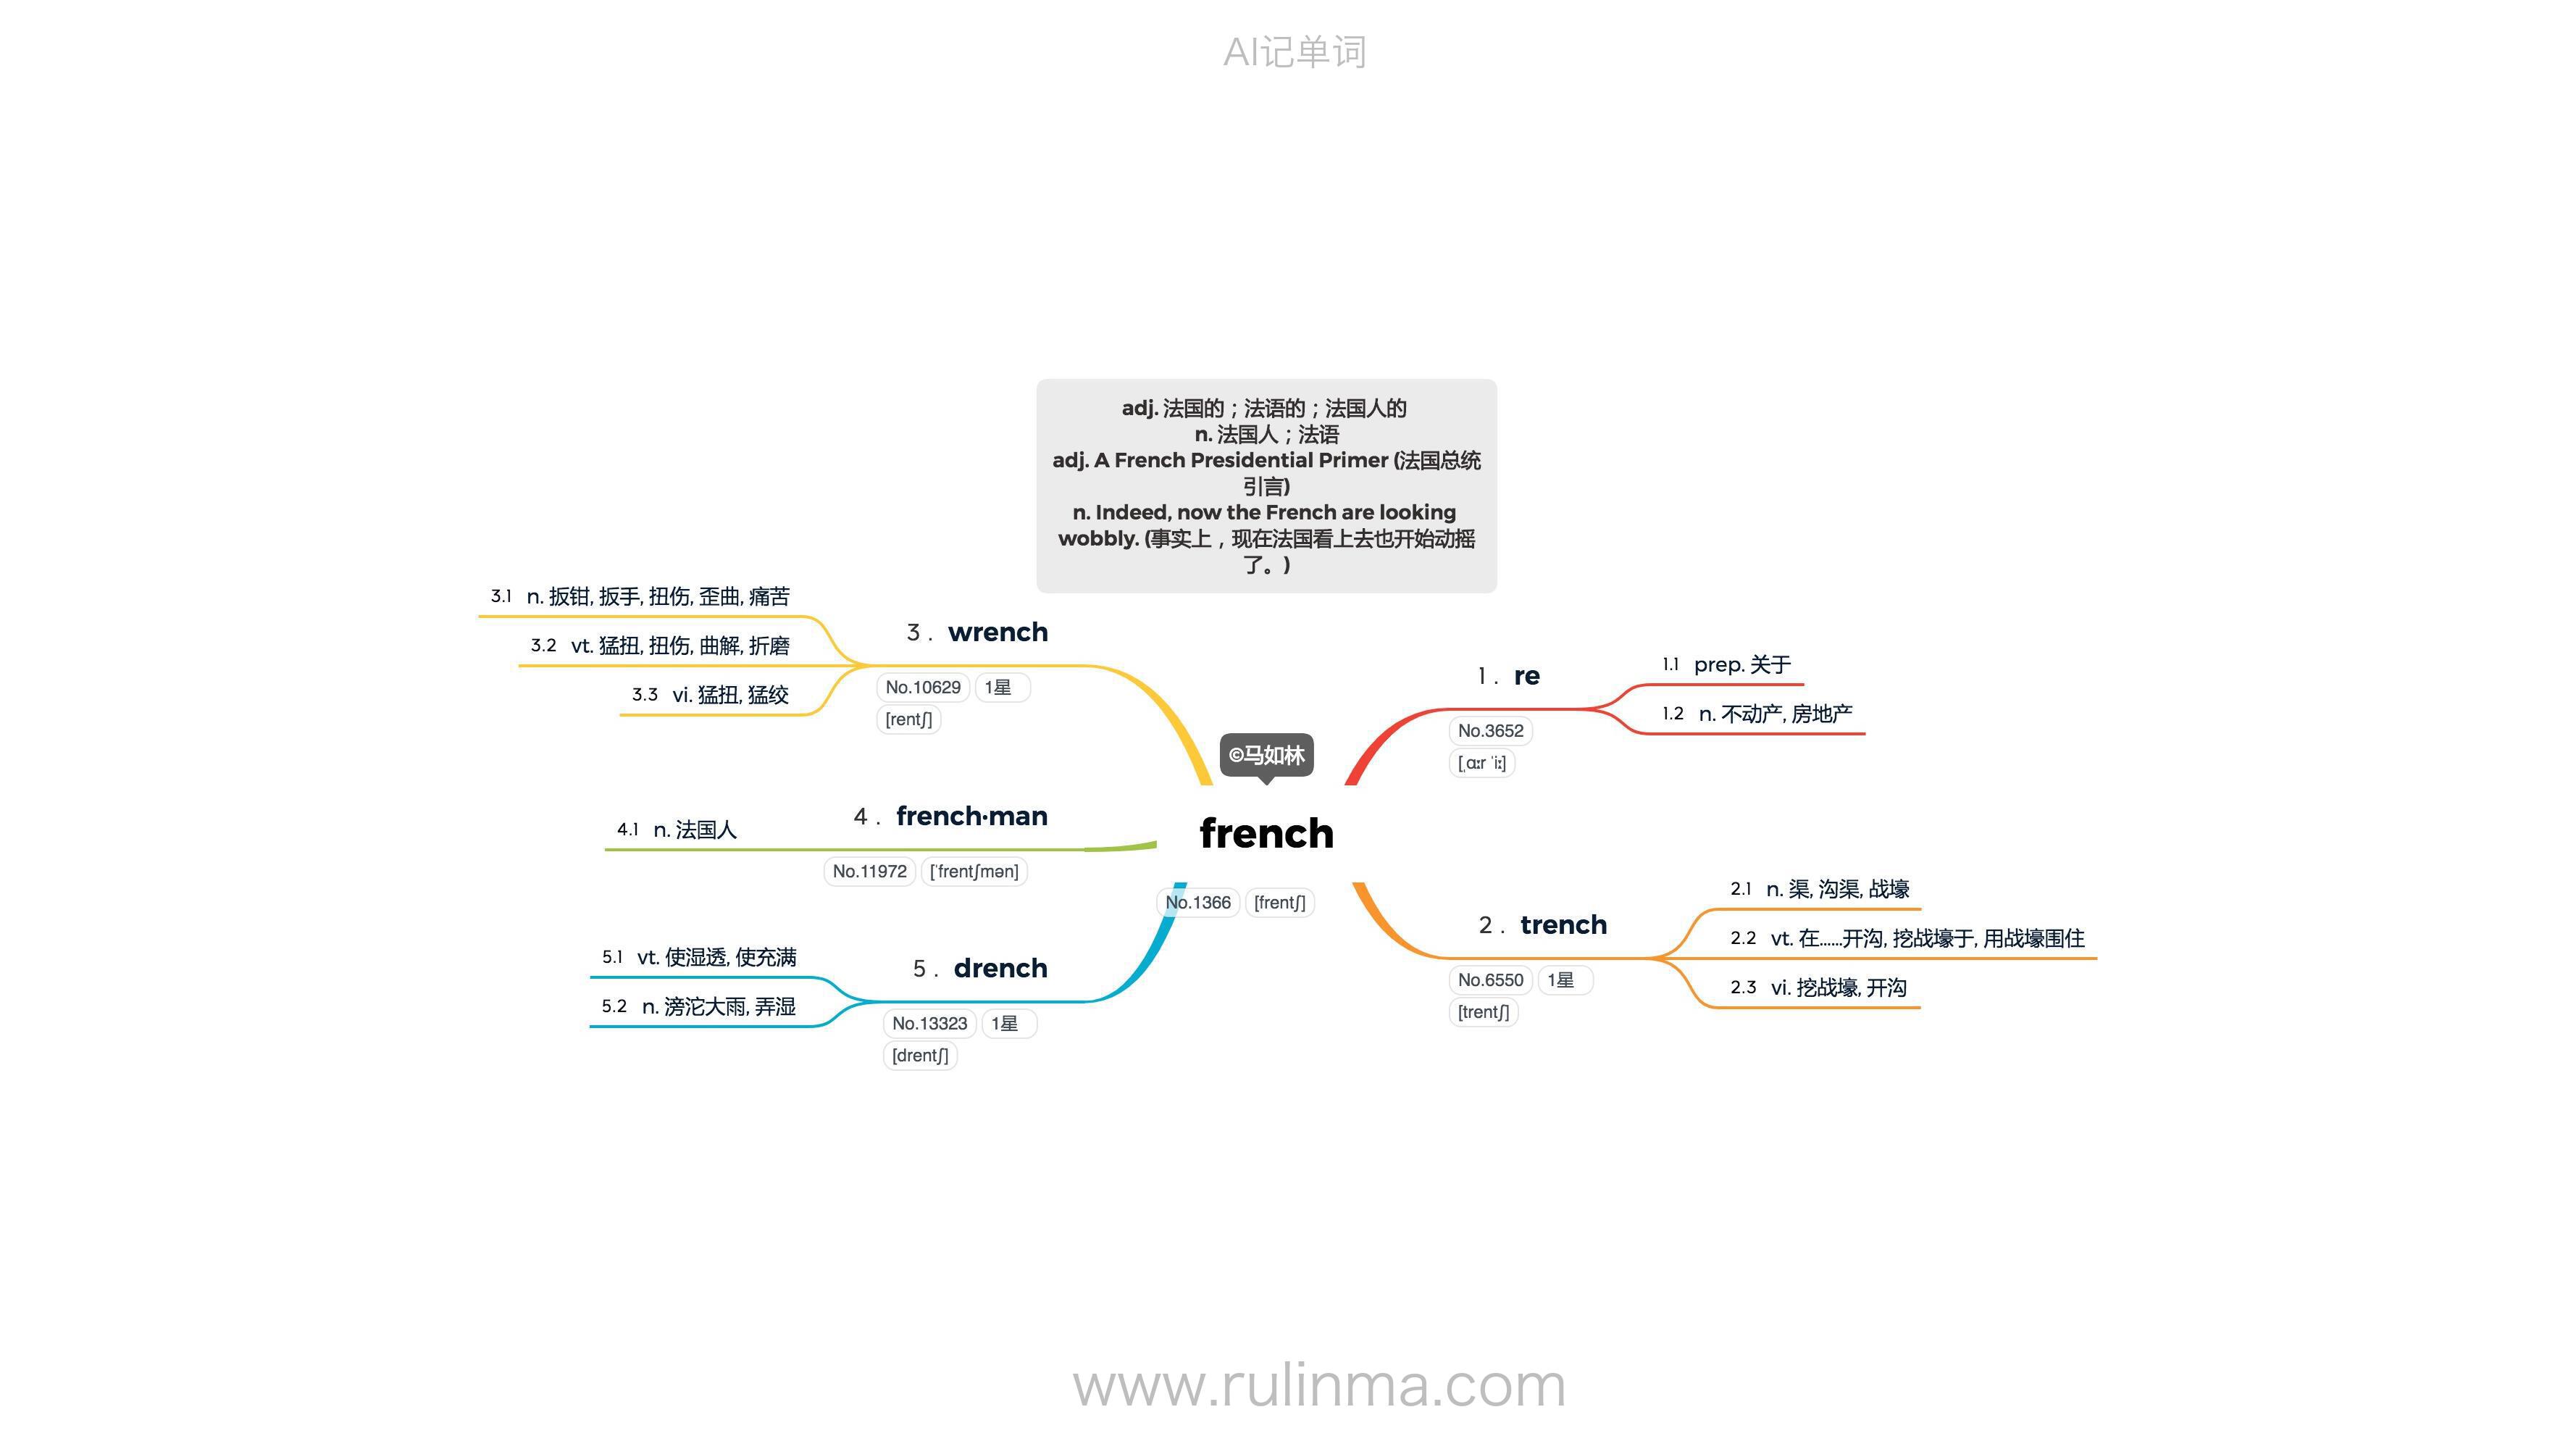 AI记单词
adj. 法国的；法语的；法国人的
n. 法国人；法语
adj. A French Presidential Primer (法国总统
引言)
n. Indeed, now the French are looking
wobbly. (事实上，现在法国看上去也开始动摇
了。)
©马如林
french
No.1366 [frentʃ]
1. re
No.3652
[ˌɑːr ˈiː]
1.1 prep. 关于
1.2 n. 不动产, 房地产
2. trench
No.6550 1星
[trentʃ]
2.1 n. 渠, 沟渠, 战壕
2.2 vt. 在……开沟, 挖战壕于, 用战壕围住
2.3 vi. 挖战壕, 开沟
3. wrench
No.10629 1星
[rentʃ]
3.1 n. 扳钳, 扳手, 扭伤, 歪曲, 痛苦
3.2 vt. 猛扭, 扭伤, 曲解, 折磨
3.3 vi. 猛扭, 猛绞
4. french·man
No.11972 [ˈfrentʃmən]
4.1 n. 法国人
5. drench
No.13323 1星
[drentʃ]
5.1 vt. 使湿透, 使充满
5.2 n. 滂沱大雨, 弄湿
www.rulinma.com